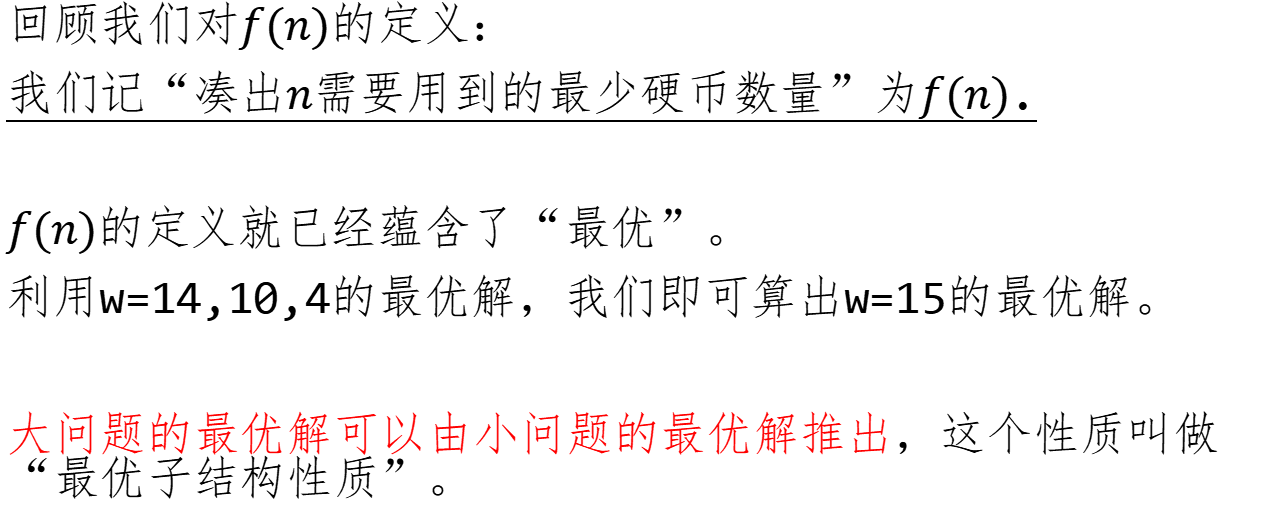 回顾我们对f(n)的定义：
我们记“凑出n需要用到的最少硬币数量”为f(n).
f(n)的定义就已经蕴含了“最优”。
利用w=14,10,4的最优解，我们即可算出w=15的最优解。
大问题的最优解可以由小问题的最优解推出，这个性质叫做
“最优子结构性质”。